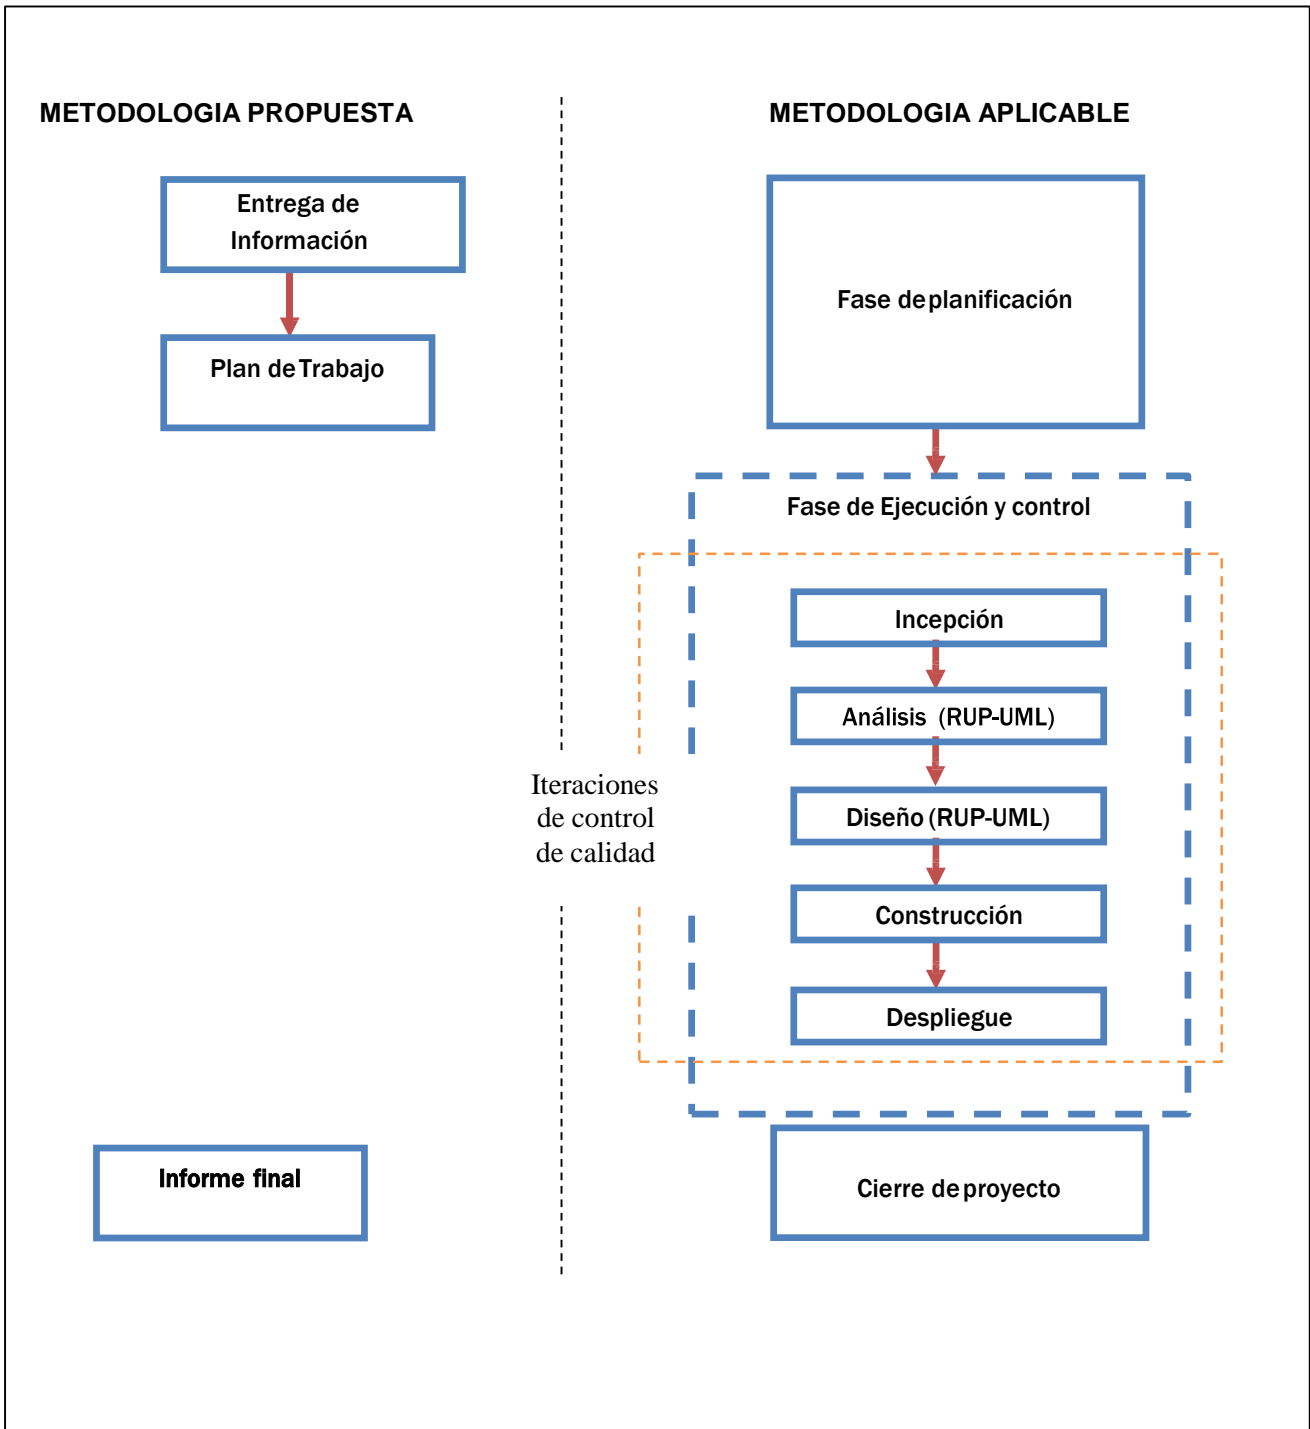 METODOLOGIA PROPUESTA
METODOLOGIA APLICABLE
Entrega de
Información
Plan de Trabajo
Fase de planificación
Fase de Ejecución y control
Incepción
Análisis (RUP-UML)
Diseño (RUP-UML)
Construcción
Despliegue
Iteraciones
de control
de calidad
Informe final
Cierre de proyecto